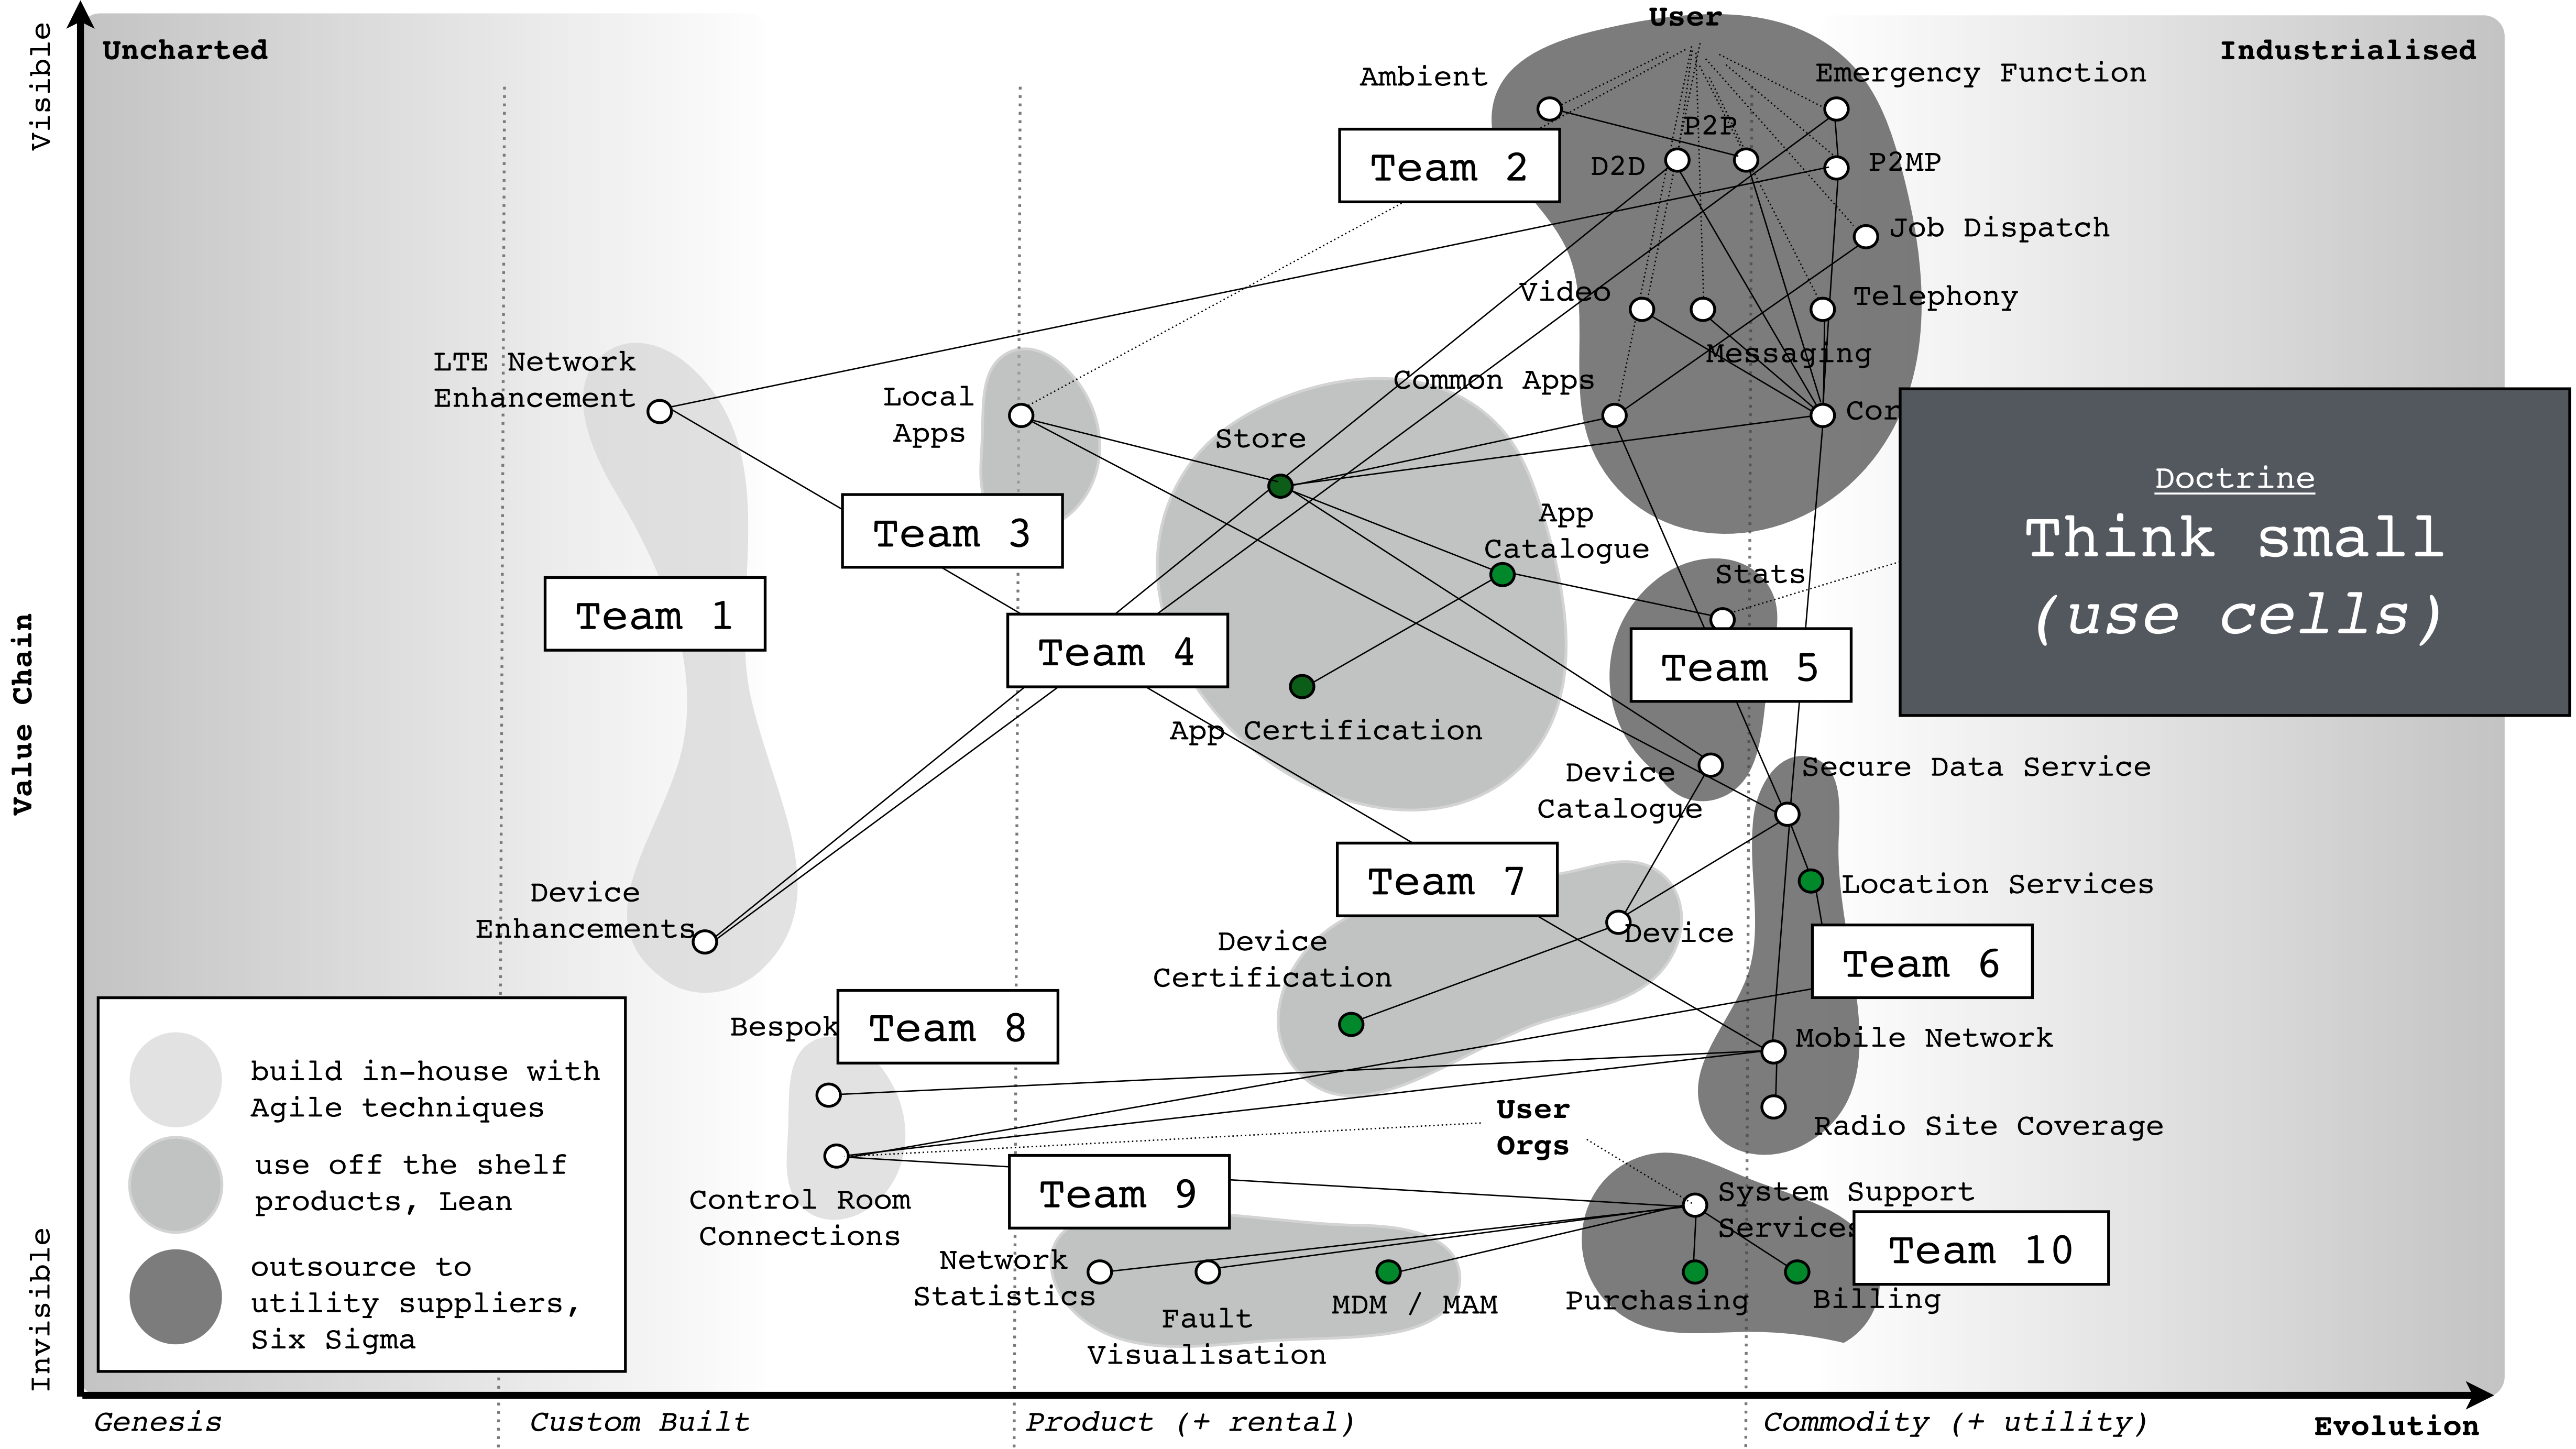 User
Uncharted
Industrialised
Visible
Ambient
Emergency Function
P2P
Team 2
D2D
P2MP
Job Dispatch
Video
Telephony
Messaging
LTE Network
Enhancement
Local
Apps
Common Apps
Cor
Store
Doctrine
Think small
(use cells)
Team 3
App
Catalogue
Stats
Team 1
Team 4
Team 5
Value Chain
App Certification
Device
Catalogue
Secure Data Service
Team 7
Location Services
Device
Enhancements
Device
Device
Certification
Team 6
Bespok
Team 8
Mobile Network
build in-house with
Agile techniques
User
Orgs
Radio Site Coverage
use off the shelf
products, Lean
Control Room
Connections
Team 9
System Support
Services
Team 10
Network
Statistics
outsource to
utility suppliers,
Six Sigma
Fault
Visualisation
MDM / MAM
Purchasing
Billing
Invisible
Genesis
Custom Built
Product (+ rental)
Commodity (+ utility)
Evolution